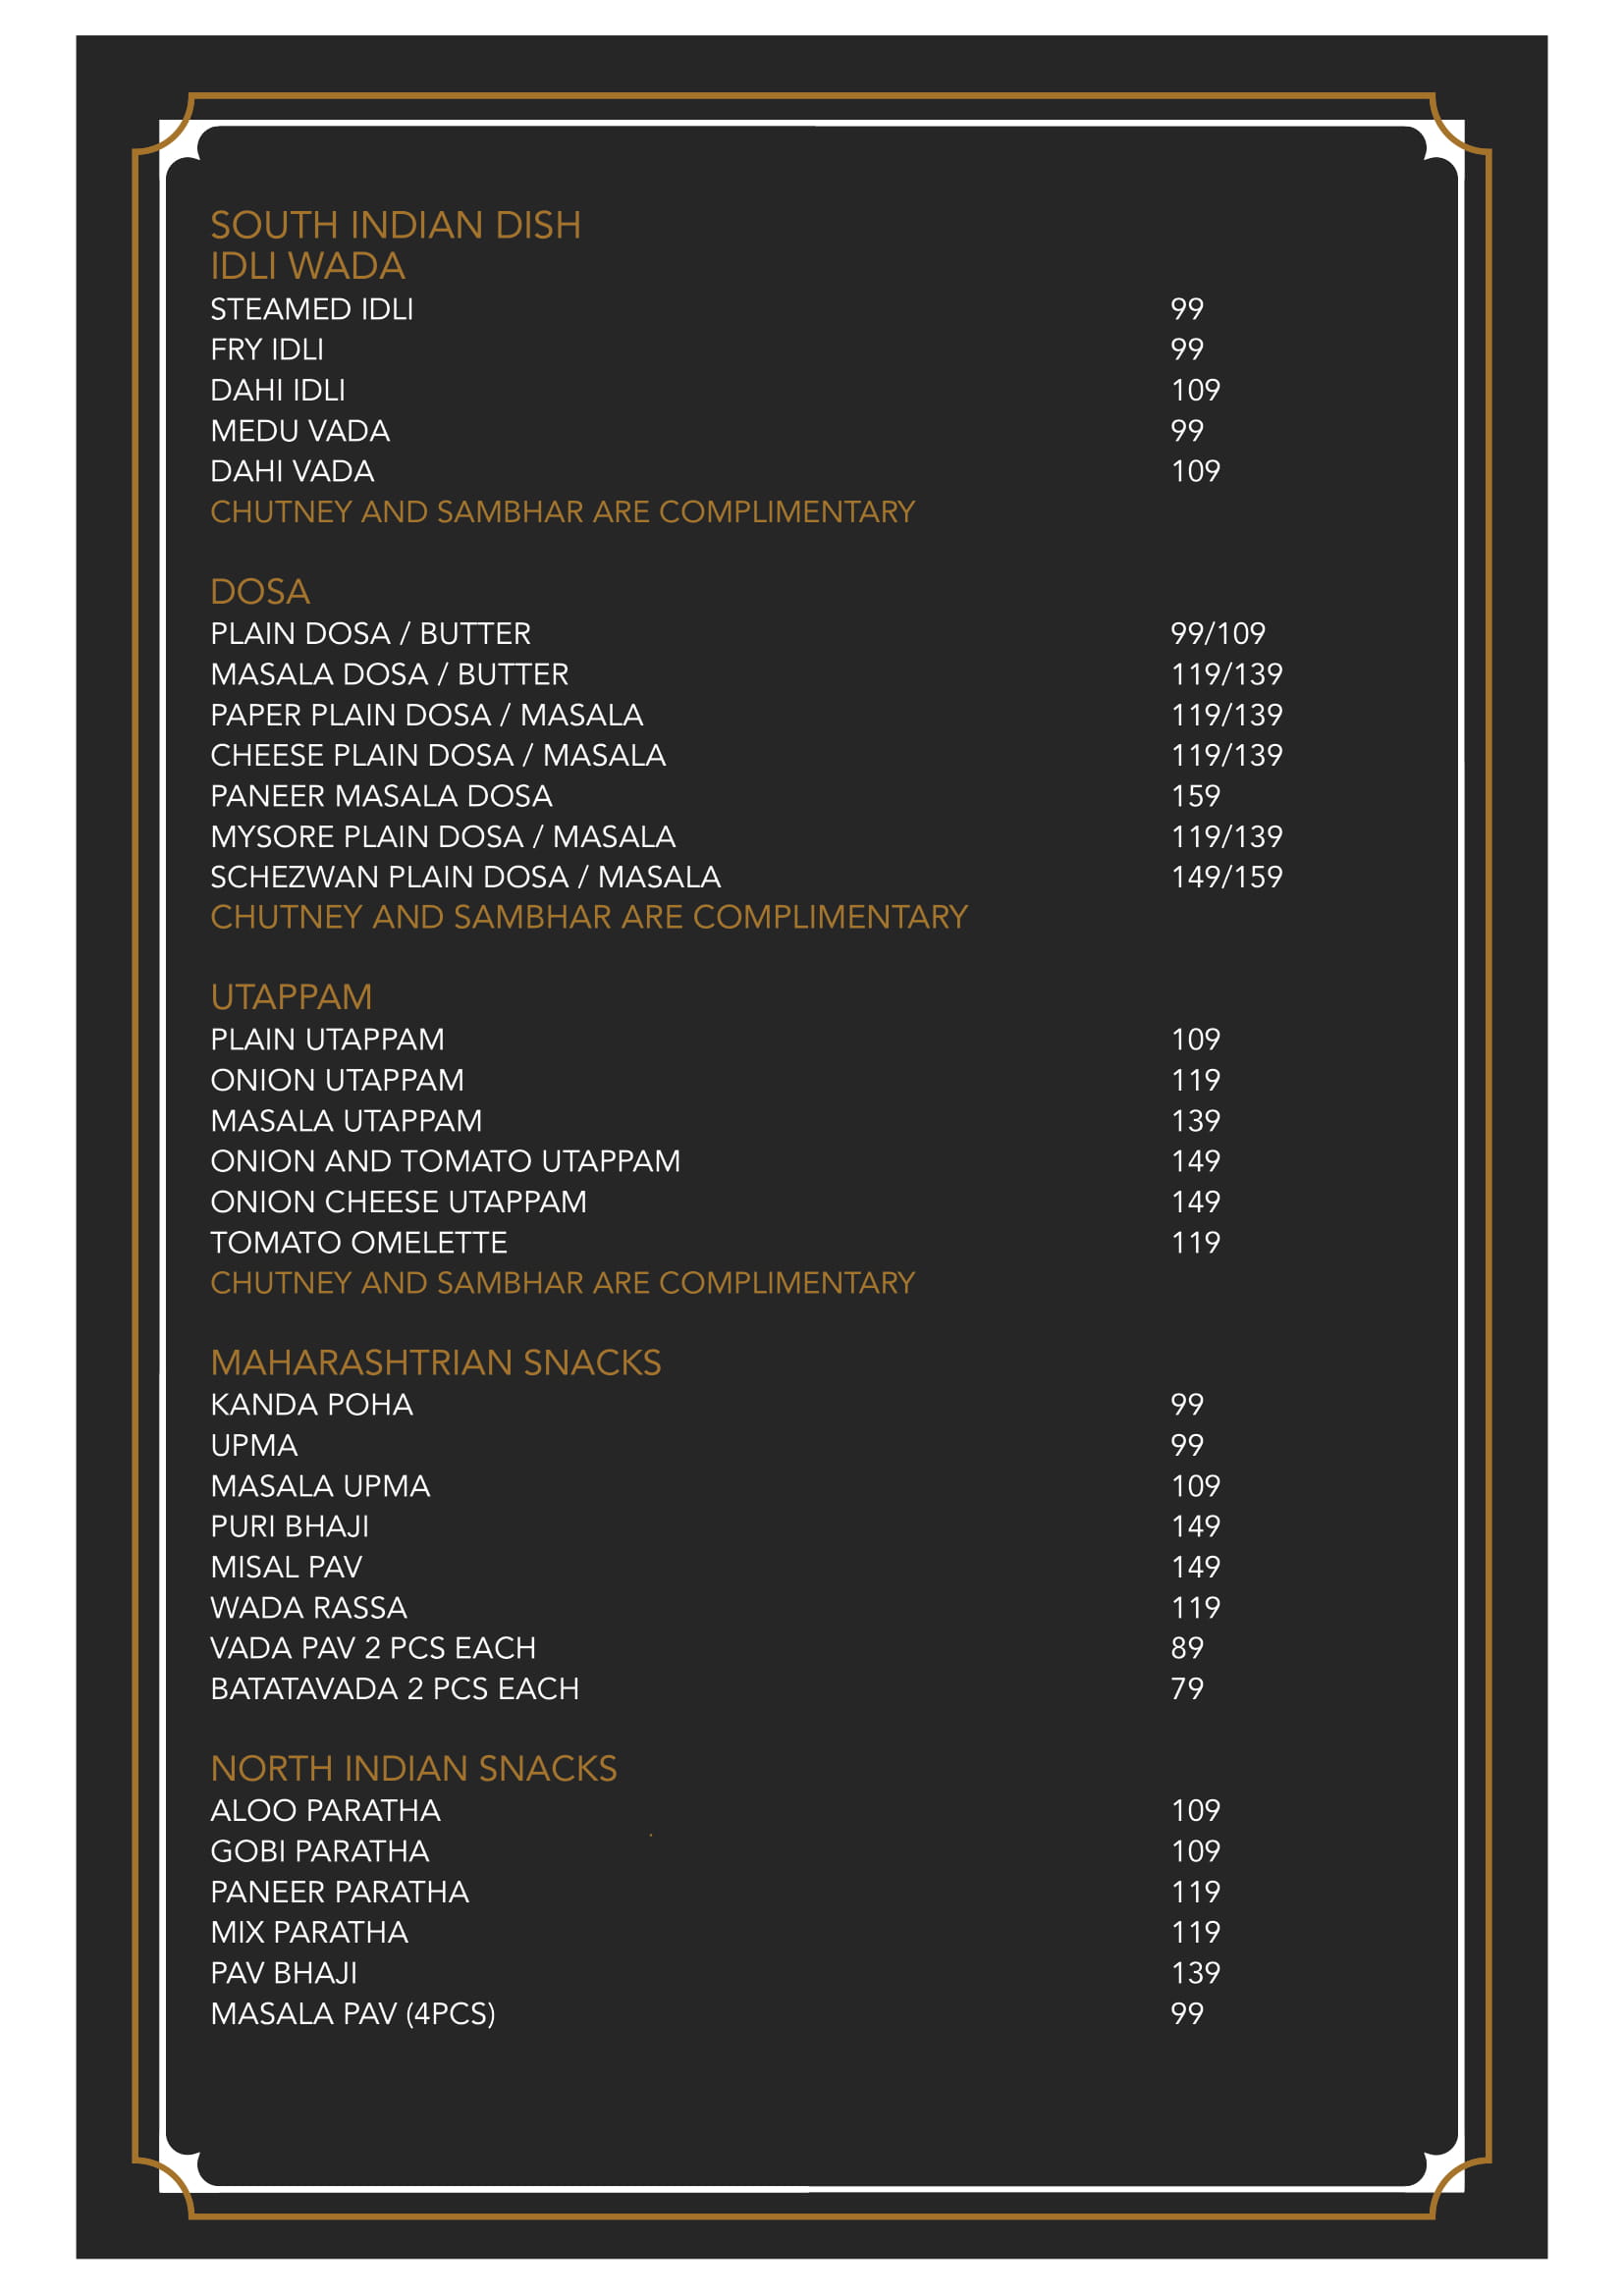 SOUTH INDIAN DISH
IDLI WADA
STEAMED IDLI 99
FRY IDLI 99
DAHI IDLI 109
MEDU VADA 99
DAHI VADA 109
CHUTNEY AND SAMBHAR ARE COMPLIMENTARY
DOSA
PLAIN DOSA / BUTTER 99/109
MASALA DOSA / BUTTER 119/139
PAPER PLAIN DOSA / MASALA 119/139
CHEESE PLAIN DOSA / MASALA 119/139
PANEER MASALA DOSA 159
MYSORE PLAIN DOSA / MASALA 119/139
SCHEZWAN PLAIN DOSA / MASALA 149/159
CHUTNEY AND SAMBHAR ARE COMPLIMENTARY
UTAPPAM
PLAIN UTAPPAM 109
ONION UTAPPAM 119
MASALA UTAPPAM 139
ONION AND TOMATO UTAPPAM 149
ONION CHEESE UTAPPAM 149
TOMATO OMELETTE 119
CHUTNEY AND SAMBHAR ARE COMPLIMENTARY
MAHARASHTRIAN SNACKS
KANDA POHA 99
UPMA 99
MASALA UPMA 109
PURI BHAJI 149
MISAL PAV 149
WADA RASSA 119
VADA PAV 2 PCS EACH 89
BATATAVADA 2 PCS EACH 79
NORTH INDIAN SNACKS
ALOO PARATHA 109
GOBI PARATHA 109
PANEER PARATHA 119
MIX PARATHA 119
PAV BHAJI 139
MASALA PAV (4PCS) 99